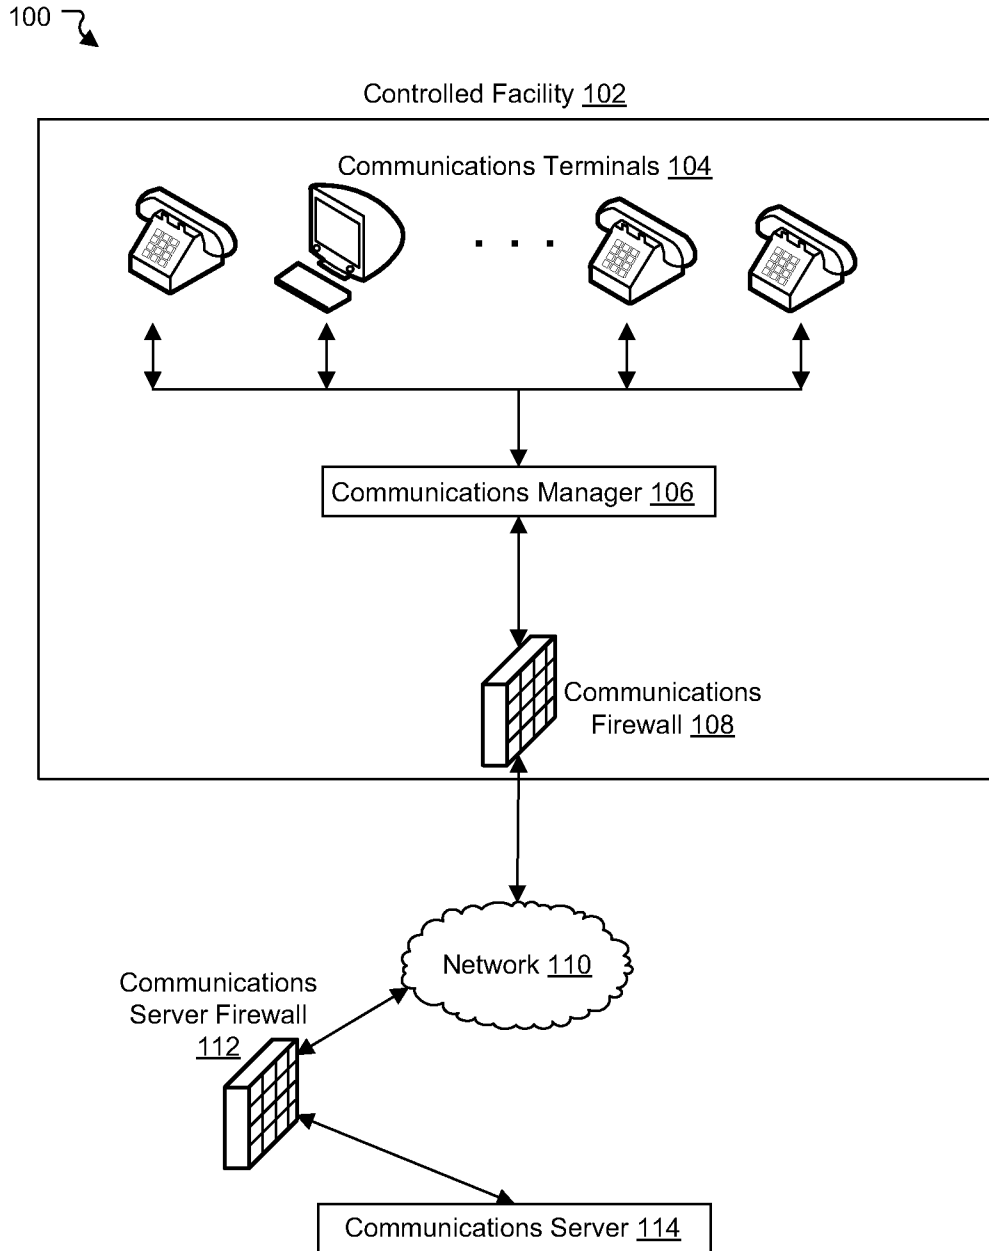 100
Controlled Facility 102
Communications Terminals 104
. . .
Communications Manager 106
Communications
Firewall 108
Network 110
Communications
Server Firewall
112
Communications Server 114